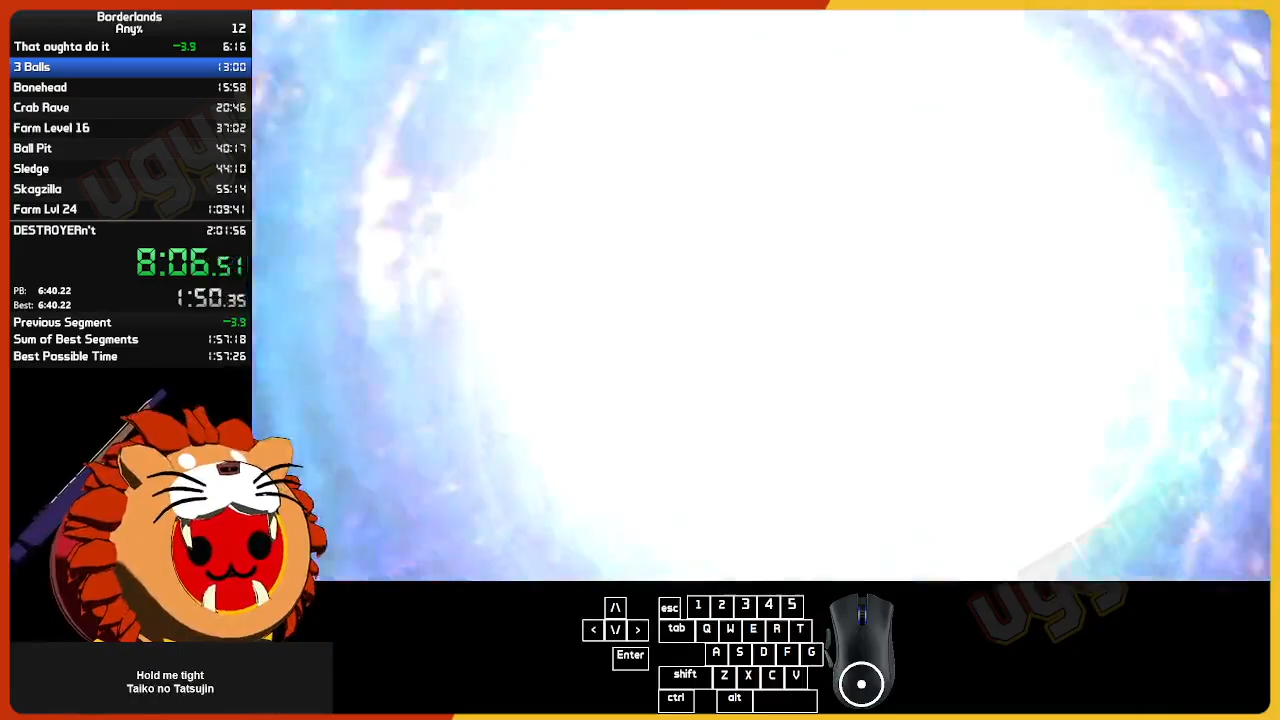 Borderlands
Any% 12
That oughta do it -3.9 6:16
3 Balls 13:00
Bonehead 15:58
Crab Rave 20:46
Farm Level 16 37:02
Ball Pit 40:17
Sledge 44:10
Skagzilla 55:14
Farm Lvl 24 1:09:41
DESTROYERn't 2:01:56
8:06.51
PB: 6:40.22
1:50.35
Best: 6:40.22
Previous Segment -3.9
Sum of Best Segments 1:57:18
Best Possible Time 1:57:26
ugy
ugy
Hold me tight
Taiko no Tatsujin
/\ esc 1 2 3 4 5
< \/ > tab Q W E R T
Enter A S D F G
shift Z X C V
ctrl alt